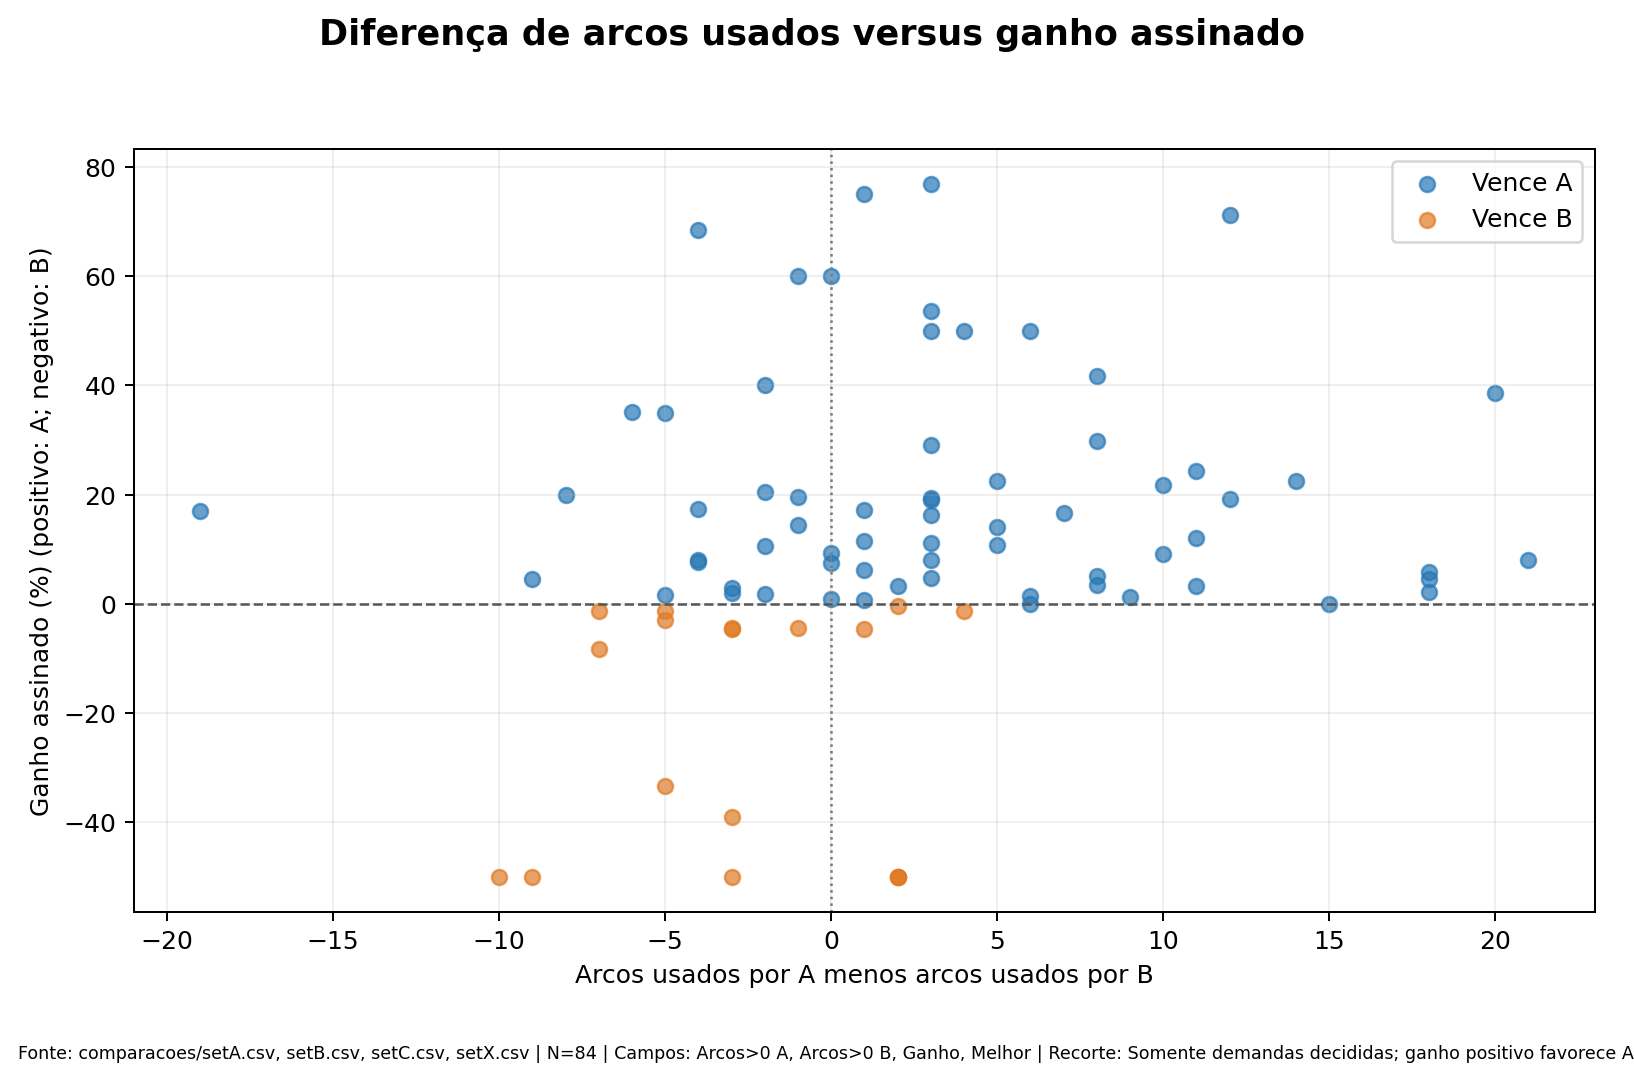 Diferença de arcos usados versus ganho assinado
Vence A
Vence B
Ganho assinado (%) (positivo: A; negativo: B)
80
60
40
20
0
−20
−40
−20
−15
−10
−5
0
5
10
15
20
Arcos usados por A menos arcos usados por B
Fonte: comparacoes/setA.csv, setB.csv, setC.csv, setX.csv | N=84 | Campos: Arcos>0 A, Arcos>0 B, Ganho, Melhor | Recorte: Somente demandas decididas; ganho positivo favorece A